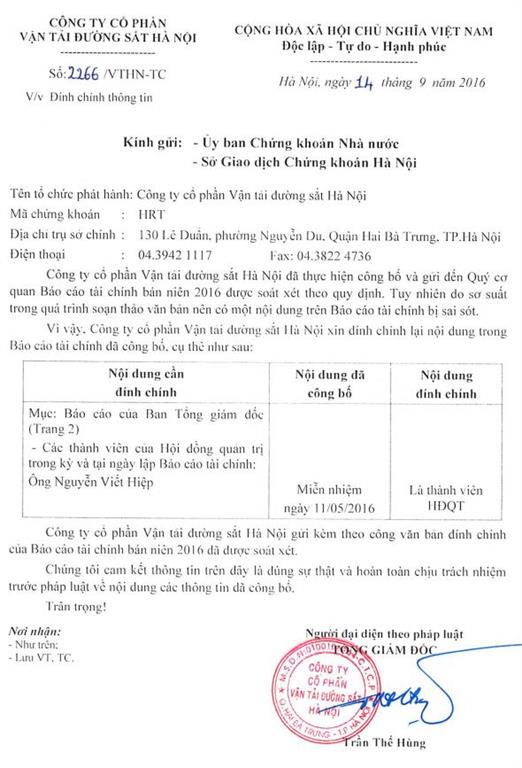 CÔNG TY CỔ PHẦN
VẬN TẢI ĐƯỜNG SẮT HÀ NỘI
CỘNG HÒA XÃ HỘI CHỦ NGHĨA VIỆT NAM
Độc lập - Tự do - Hạnh phúc
Số: 2266 /VTHN-TC
V/v Đính chính thông tin
Hà Nội, ngày 14 tháng 9 năm 2016
Kính gửi: - Ủy ban Chứng khoán Nhà nước
- Sở Giao dịch Chứng khoán Hà Nội
Tên tổ chức phát hành: Công ty cổ phần Vận tải đường sắt Hà Nội
Mã chứng khoán : HRT
Địa chỉ trụ sở chính : 130 Lê Duẩn, phường Nguyễn Du, Quận Hai Bà Trưng, TP.Hà Nội
Điện thoại : 04.3942 1117 Fax: 04.3822 4736
Công ty cổ phần Vận tải đường sắt Hà Nội đã thực hiện công bố và gửi đến Quý cơ
quan Báo cáo tài chính bán niên 2016 được soát xét theo quy định. Tuy nhiên do sơ suất
trong quá trình soạn thảo văn bản nên có một nội dung trên Báo cáo tài chính bị sai sót.
Vì vậy, Công ty cổ phần Vận tải đường sắt Hà Nội xin đính chính lại nội dung trong
Báo cáo tài chính đã công bố, cụ thể như sau:
Nội dung cần
đính chính
Nội dung đã
công bố
Nội dung
đính chính
Mục: Báo cáo của Ban Tổng giám đốc
(Trang 2)
- Các thành viên của Hội đồng quản trị
trong kỳ và tại ngày lập Báo cáo tài chính:
Ông Nguyễn Viết Hiệp
Miễn nhiệm
ngày 11/05/2016
Là thành viên
HĐQT
Công ty cổ phần Vận tải đường sắt Hà Nội gửi kèm theo công văn bản đính chính
của Báo cáo tài chính bán niên 2016 đã được soát xét.
Chúng tôi cam kết thông tin trên đây là đúng sự thật và hoàn toàn chịu trách nhiệm
trước pháp luật về nội dung các thông tin đã công bố.
Trân trọng!
Nơi nhận:
- Như trên;
- Lưu VT, TC.
Người đại diện theo pháp luật
TỔNG GIÁM ĐỐC
CÔNG TY
CỔ PHẦN
VẬN TẢI ĐƯỜNG SẮT
HÀ NỘI
Q.HAI BÀ TRƯNG - T.P HÀ NỘI
Trần Thế Hùng